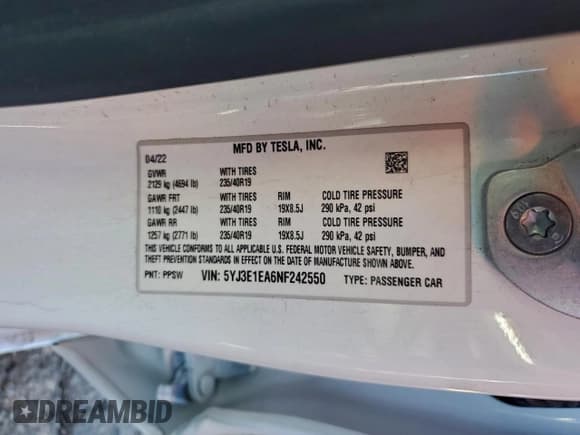 MFD BY TESLA, INC.
04/22
GVWR WITH TIRES
2129 kg (4694 lb) 235/40R19
GAWR FRT WITH TIRES RIM COLD TIRE PRESSURE
1110 kg (2447 lb) 235/40R19 19X8.5J 290 kPa, 42 psi
GAWR RR WITH TIRES RIM COLD TIRE PRESSURE
1257 kg (2771 lb) 235/40R19 19X8.5J 290 kPa, 42 psi
THIS VEHICLE CONFORMS TO ALL APPLICABLE U.S. FEDERAL MOTOR VEHICLE SAFETY, BUMPER, AND
THEFT PREVENTION STANDARDS IN EFFECT ON THE DATE OF MANUFACTURE SHOWN ABOVE.
PNT: PPSW VIN: 5YJ3E1EA6NF242550 TYPE: PASSENGER CAR
DREAMBID